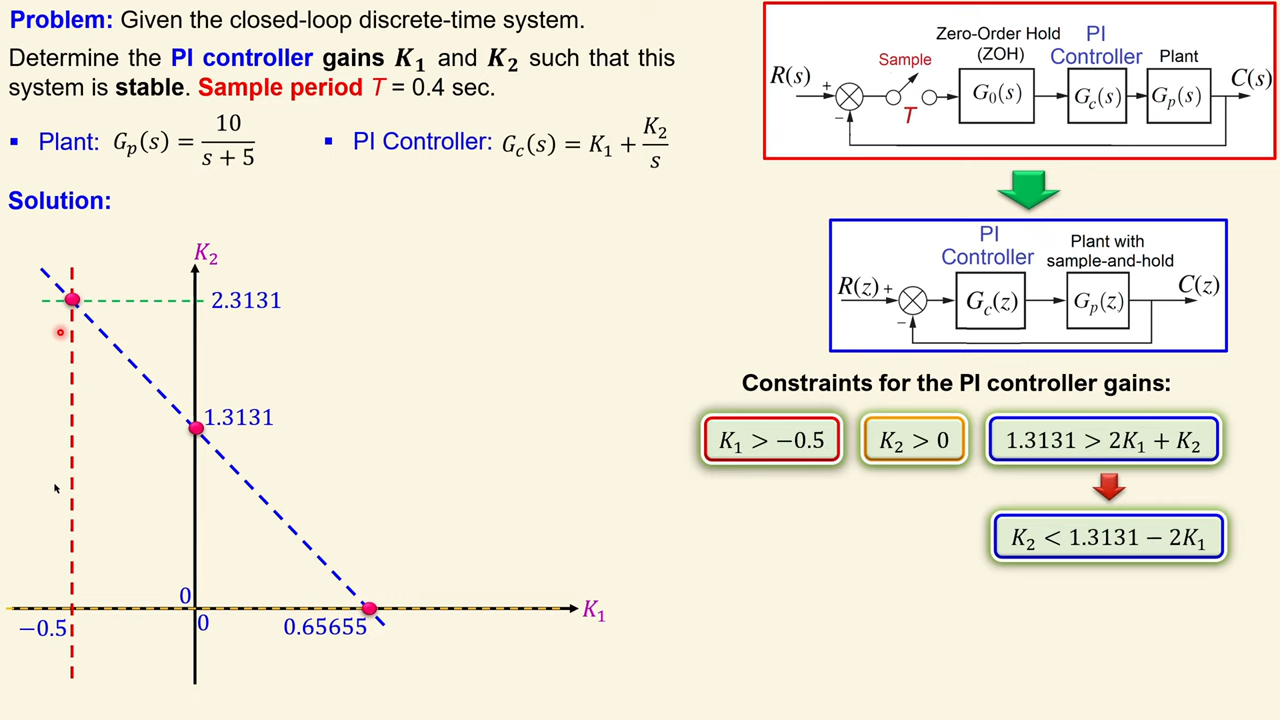 Problem: Given the closed-loop discrete-time system.
Determine the PI controller gains K₁ and K₂ such that this
system is stable. Sample period T = 0.4 sec.
▪ Plant: Gₚ(s) = 10 / (s + 5)
▪ PI Controller: G_c(s) = K₁ + K₂ / s
Solution:
K₂
2.3131
1.3131
0
−0.5
0
0.65655
K₁
Zero-Order Hold
(ZOH)
PI
Controller
Plant
Sample
R(s)
+
−
T
G₀(s)
G_c(s)
Gₚ(s)
C(s)
PI
Controller
Plant with
sample-and-hold
R(z)
+
−
G_c(z)
Gₚ(z)
C(z)
Constraints for the PI controller gains:
K₁ > −0.5
K₂ > 0
1.3131 > 2K₁ + K₂
K₂ < 1.3131 − 2K₁